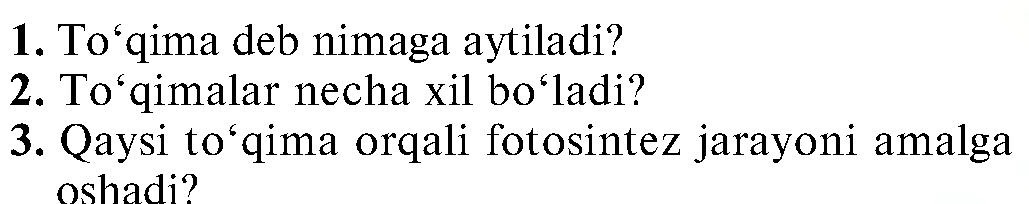 1. To‘qima deb nimaga aytiladi?
2. To‘qimalar necha xil bo‘ladi?
3. Qaysi to‘qima orqali fotosintez jarayoni amalga
oshadi?